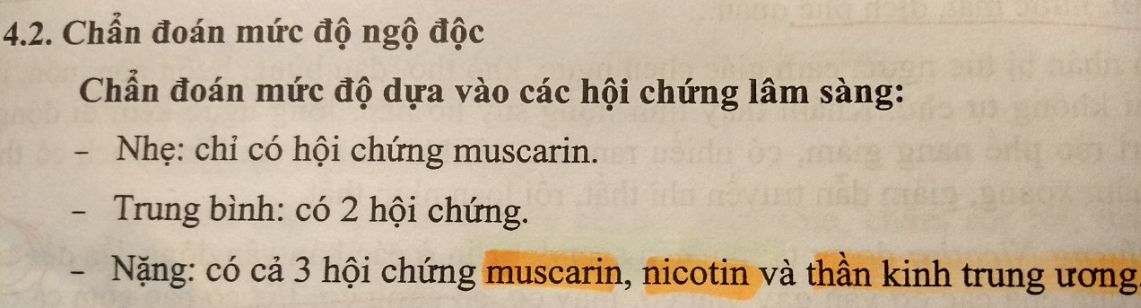 4.2. Chẩn đoán mức độ ngộ độc
Chẩn đoán mức độ dựa vào các hội chứng lâm sàng:
- Nhẹ: chỉ có hội chứng muscarin.
- Trung bình: có 2 hội chứng.
- Nặng: có cả 3 hội chứng muscarin, nicotin và thần kinh trung ương